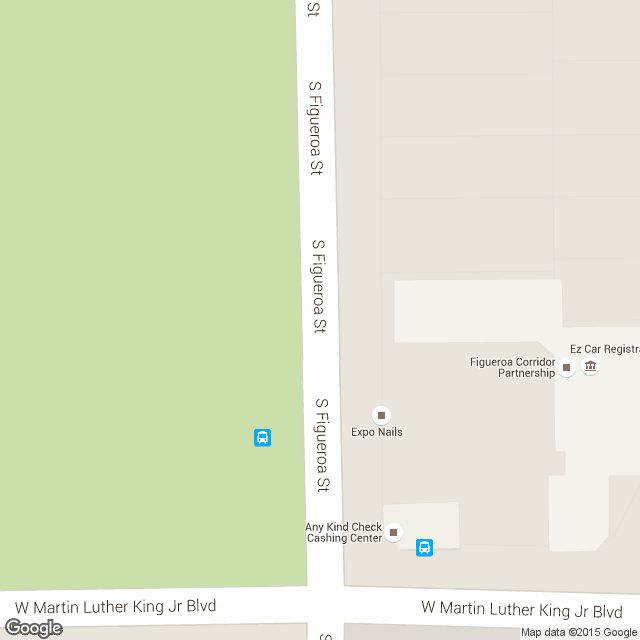 St
S Figueroa St
S Figueroa St
Ez Car Registra
Figueroa Corridor
Partnership
Expo Nails
S Figueroa St
Any Kind Check
Cashing Center
W Martin Luther King Jr Blvd
W Martin Luther King Jr Blvd
Google
S
Map data ©2015 Google